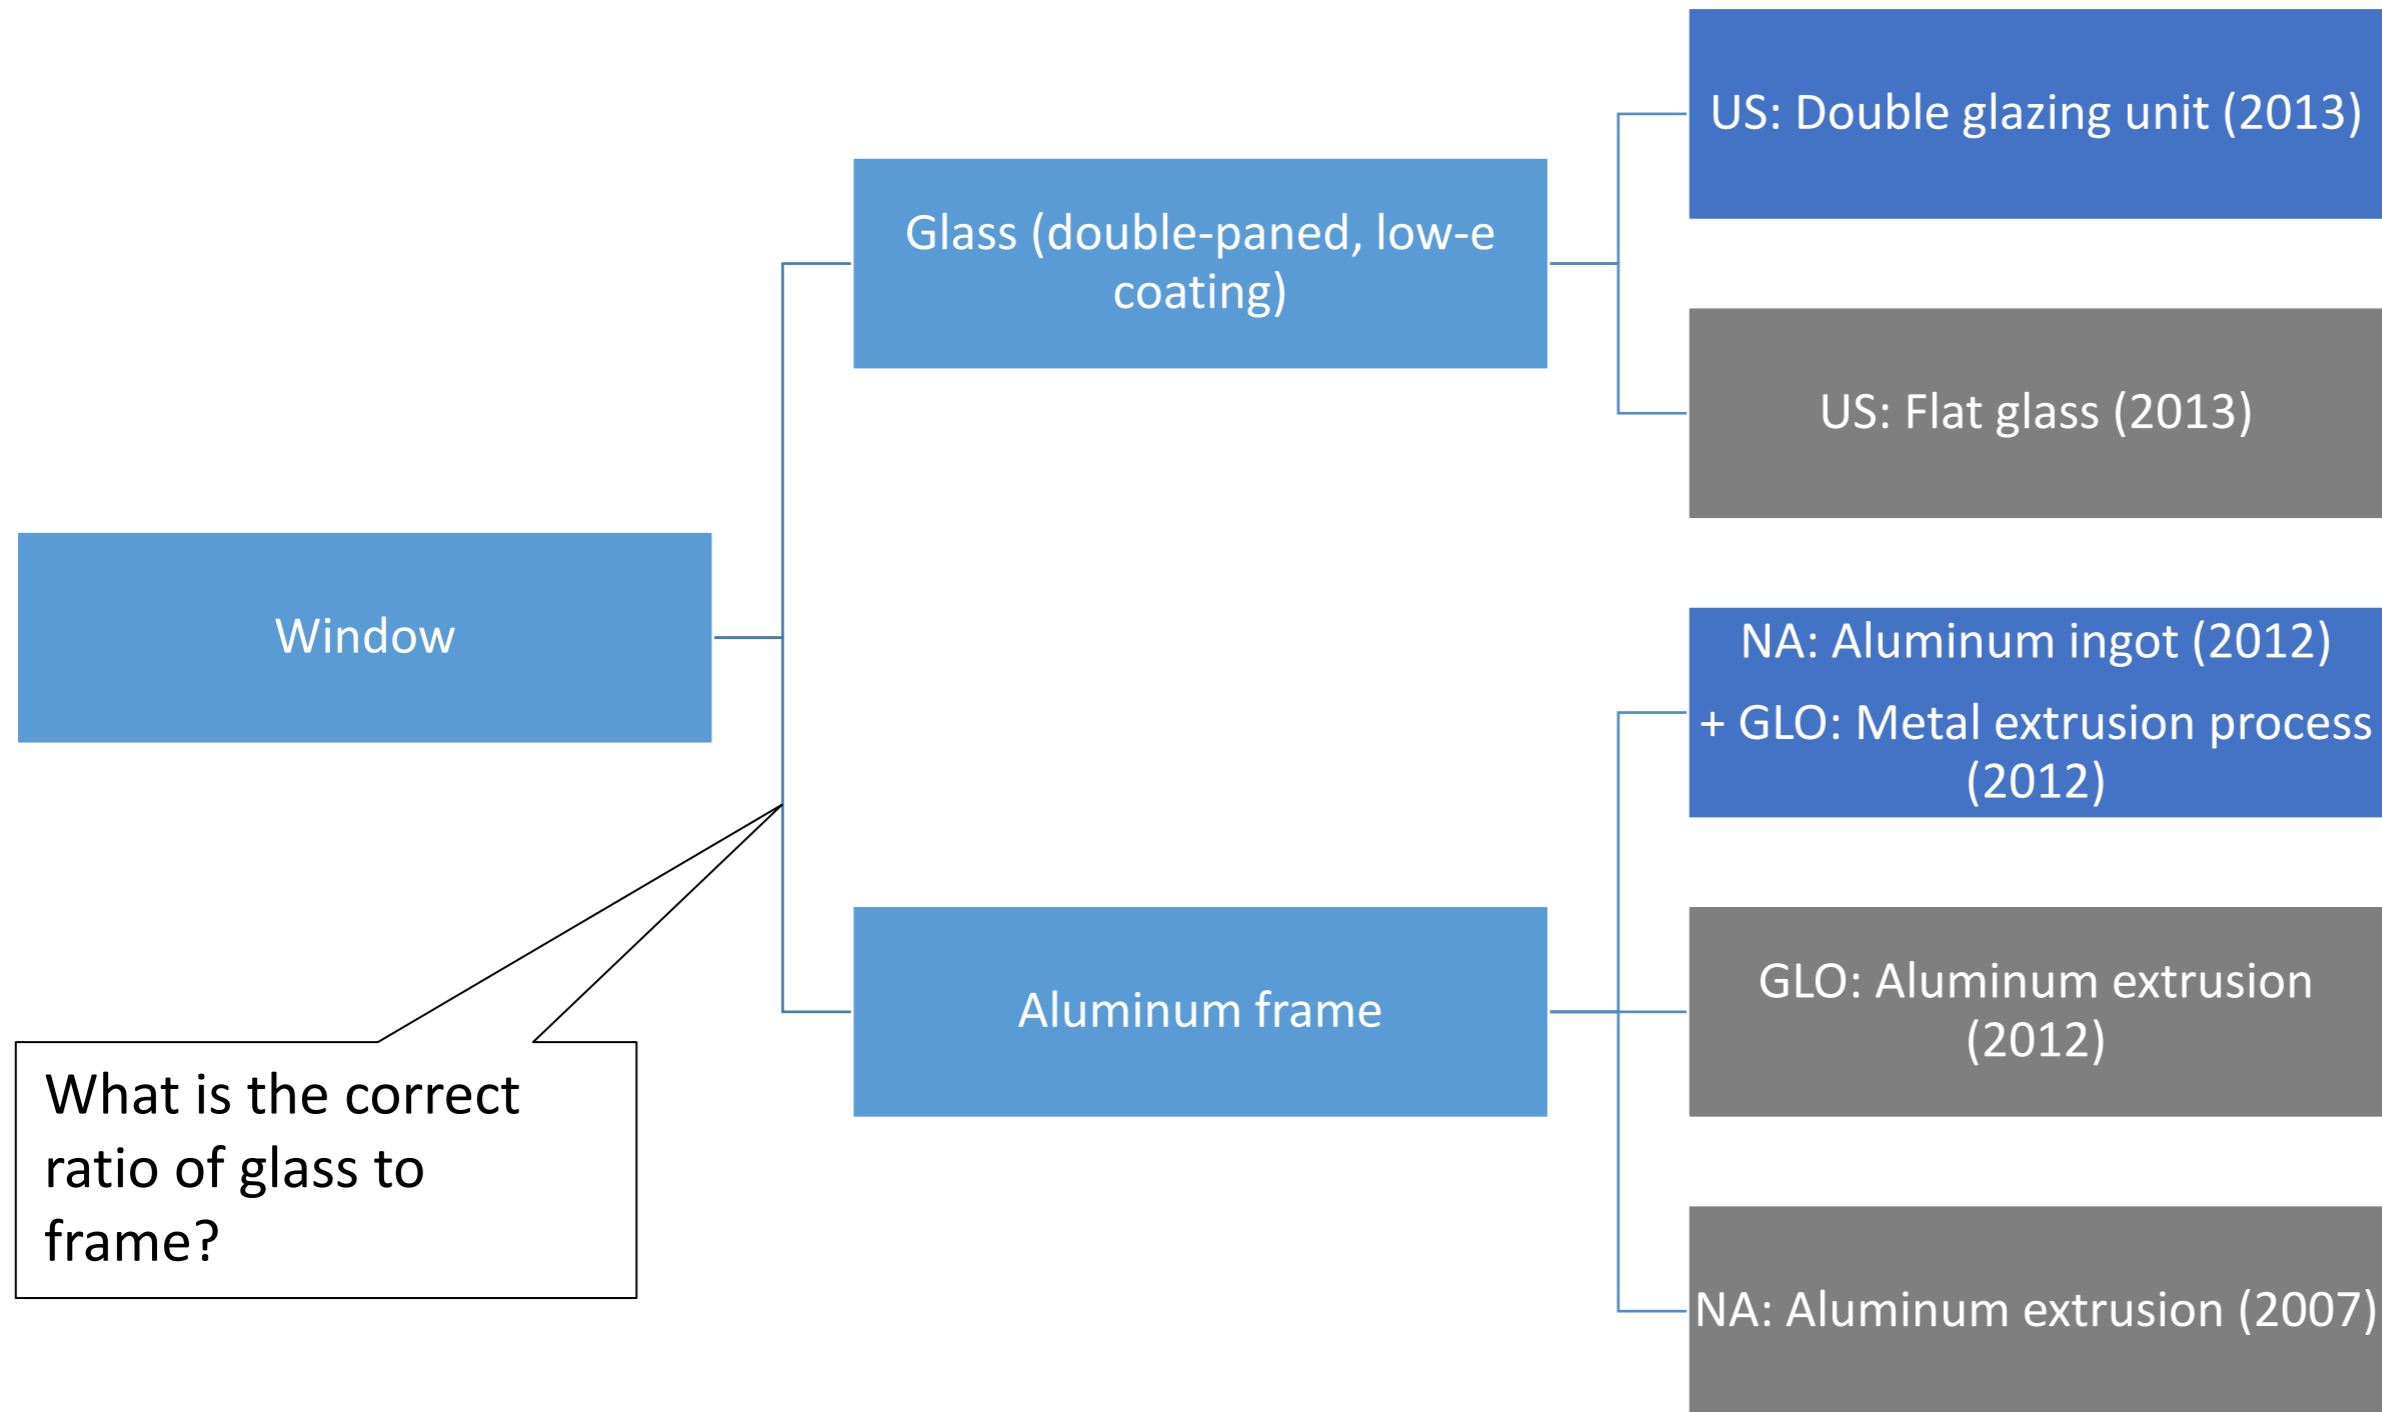 Window
Glass (double-paned, low-e
coating)
Aluminum frame
US: Double glazing unit (2013)
US: Flat glass (2013)
NA: Aluminum ingot (2012)
+ GLO: Metal extrusion process
(2012)
GLO: Aluminum extrusion
(2012)
NA: Aluminum extrusion (2007)
What is the correct
ratio of glass to
frame?